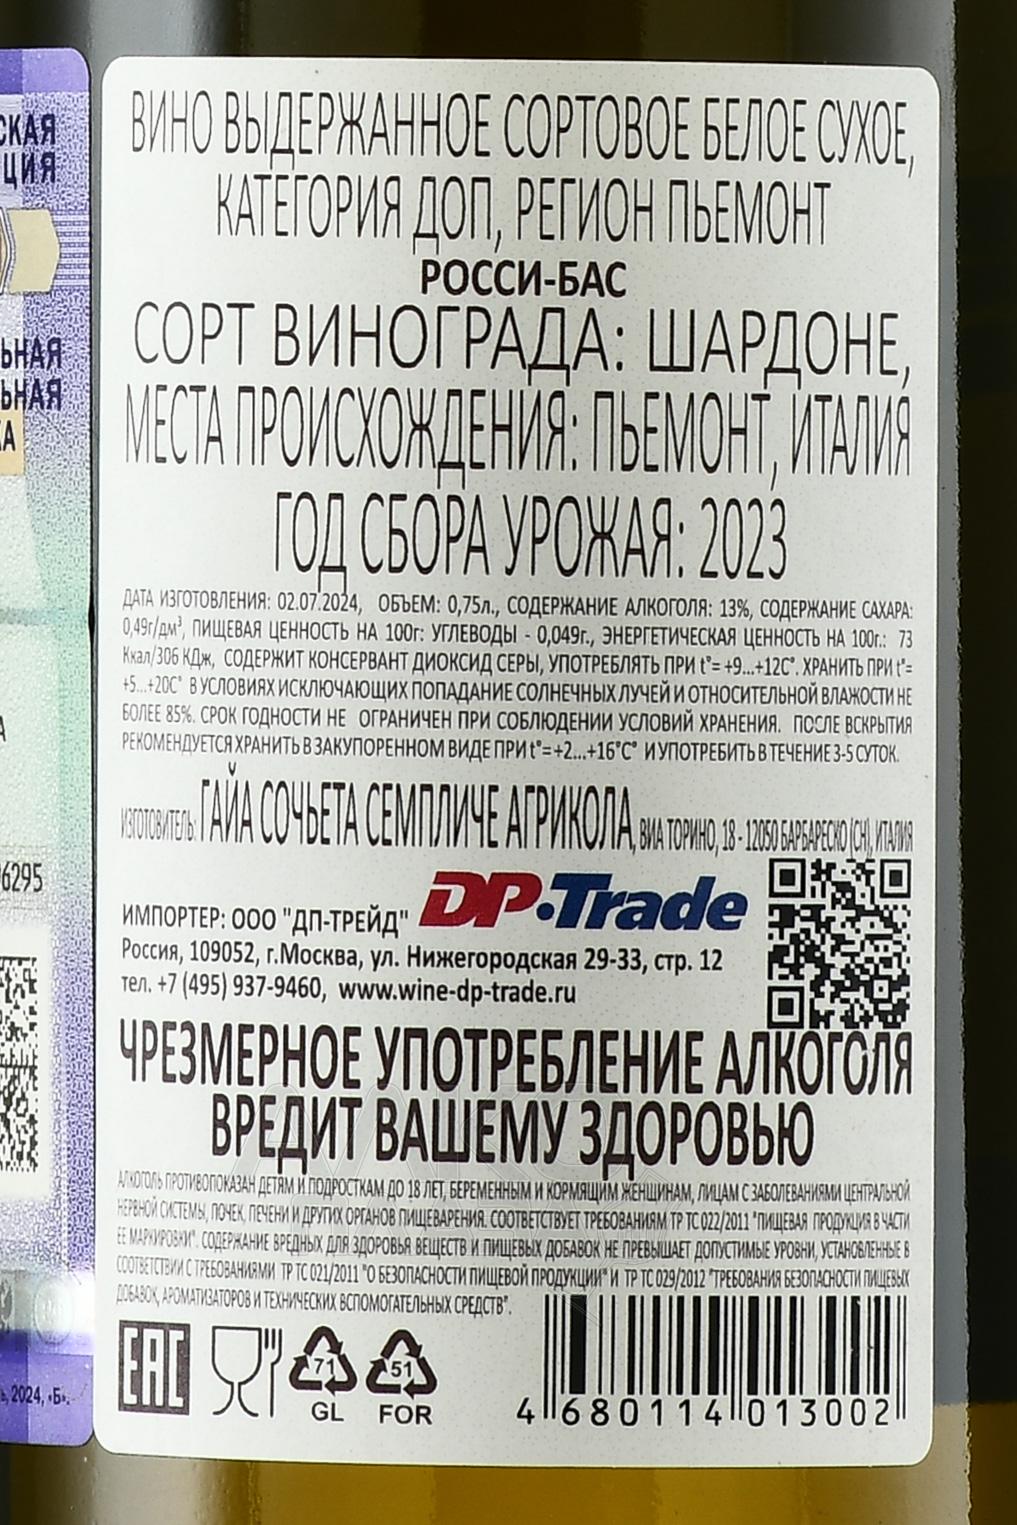 СКАЯ
ЦИЯ
ЬНАЯ
ЬНАЯ
КА
А
6295
2024, «Б»
ВИНО ВЫДЕРЖАННОЕ СОРТОВОЕ БЕЛОЕ СУХОЕ,
КАТЕГОРИЯ ДОП, РЕГИОН ПЬЕМОНТ
РОССИ-БАС
СОРТ ВИНОГРАДА: ШАРДОНЕ,
МЕСТА ПРОИСХОЖДЕНИЯ: ПЬЕМОНТ, ИТАЛИЯ
ГОД СБОРА УРОЖАЯ: 2023
ДАТА ИЗГОТОВЛЕНИЯ: 02.07.2024, ОБЪЕМ: 0,75л., СОДЕРЖАНИЕ АЛКОГОЛЯ: 13%, СОДЕРЖАНИЕ САХАРА:
0,49г/дм³, ПИЩЕВАЯ ЦЕННОСТЬ НА 100г: УГЛЕВОДЫ - 0,049г., ЭНЕРГЕТИЧЕСКАЯ ЦЕННОСТЬ НА 100г.: 73
Ккал/306 КДж, СОДЕРЖИТ КОНСЕРВАНТ ДИОКСИД СЕРЫ, УПОТРЕБЛЯТЬ ПРИ t°= +9...+12С°. ХРАНИТЬ ПРИ t°=
+5...+20С° В УСЛОВИЯХ ИСКЛЮЧАЮЩИХ ПОПАДАНИЕ СОЛНЕЧНЫХ ЛУЧЕЙ И ОТНОСИТЕЛЬНОЙ ВЛАЖОСТИ НЕ
БОЛЕЕ 85%. СРОК ГОДНОСТИ НЕ ОГРАНИЧЕН ПРИ СОБЛЮДЕНИИ УСЛОВИЙ ХРАНЕНИЯ. ПОСЛЕ ВСКРЫТИЯ
РЕКОМЕНДУЕТСЯ ХРАНИТЬ В ЗАКУПОРЕННОМ ВИДЕ ПРИ t°=+2...+16°С° И УПОТРЕБИТЬ В ТЕЧЕНИЕ 3-5 СУТОК.
ИЗГОТОВИТЕЛЬ: ГАЙА СОЧЬЕТА СЕМПЛИЧЕ АГРИКОЛА, ВИА ТОРИНО, 18 - 12050 БАРБАРЕСКО (CH), ИТАЛИЯ
DP•Trade
ИМПОРТЕР: ООО "ДП-ТРЕЙД"
Россия, 109052, г.Москва, ул. Нижегородская 29-33, стр. 12
тел. +7 (495) 937-9460, www.wine-dp-trade.ru
ЧРЕЗМЕРНОЕ УПОТРЕБЛЕНИЕ АЛКОГОЛЯ
ВРЕДИТ ВАШЕМУ ЗДОРОВЬЮ
АЛКОГОЛЬ ПРОТИВОПОКАЗАН ДЕТЯМ И ПОДРОСТКАМ ДО 18 ЛЕТ, БЕРЕМЕННЫМ И КОРМЯЩИМ ЖЕНЩИНАМ, ЛИЦАМ С ЗАБОЛЕВАНИЯМИ ЦЕНТРАЛЬНОЙ
НЕРВНОЙ СИСТЕМЫ, ПОЧЕК, ПЕЧЕНИ И ДРУГИХ ОРГАНОВ ПИЩЕВАРЕНИЯ. СООТВЕТСТВУЕТ ТРЕБОВАНИЯМ ТР ТС 022/2011 "ПИЩЕВАЯ ПРОДУКЦИЯ В ЧАСТИ
ЕЕ МАРКИРОВКИ". СОДЕРЖАНИЕ ВРЕДНЫХ ДЛЯ ЗДОРОВЬЯ ВЕЩЕСТВ И ПИЩЕВЫХ ДОБАВОК НЕ ПРЕВЫШАЕТ ДОПУСТИМЫЕ УРОВНИ, УСТАНОВЛЕННЫЕ В
СООТВЕТСТВИИ С ТРЕБОВАНИЯМИ ТР ТС 021/2011 "О БЕЗОПАСНОСТИ ПИЩЕВОЙ ПРОДУКЦИИ" И ТР ТС 029/2012 "ТРЕБОВАНИЯ БЕЗОПАСНОСТИ ПИЩЕВЫХ
ДОБАВОК, АРОМАТИЗАТОРОВ И ТЕХНИЧЕСКИХ ВСПОМОГАТЕЛЬНЫХ СРЕДСТВ".
EAC
71
GL
51
FOR
4 680114 013002